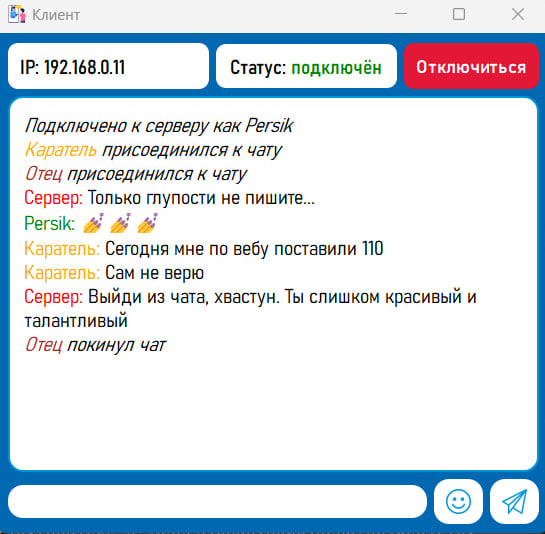 Клиент
IP: 192.168.0.11
Статус: подключён
Отключиться
Подключено к серверу как Persik
Каратель присоединился к чату
Отец присоединился к чату
Сервер: Только глупости не пишите...
Persik: 💅 💅 💅
Каратель: Сегодня мне по вебу поставили 110
Каратель: Сам не верю
Сервер: Выйди из чата, хвастун. Ты слишком красивый и
талантливый
Отец покинул чат